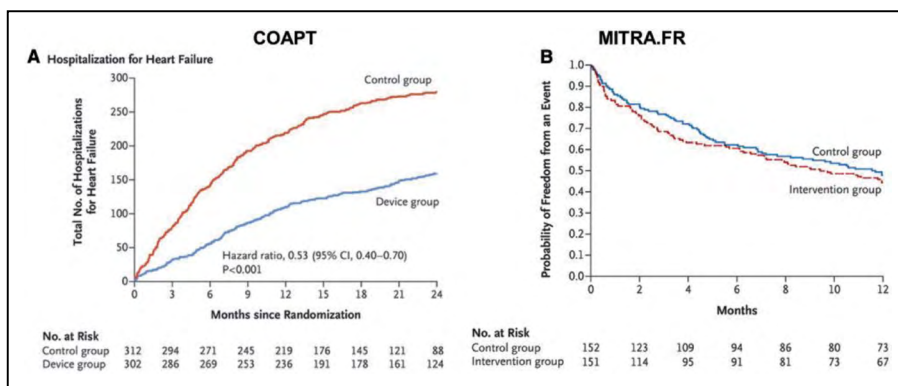 COAPT
A Hospitalization for Heart Failure
Total No. of Hospitalizations
for Heart Failure
300
250
200
150
100
50
0
Control group
Device group
Hazard ratio, 0.53 (95% CI, 0.40–0.70)
P<0.001
0 3 6 9 12 15 18 21 24
Months since Randomization
No. at Risk
Control group 312 294 271 245 219 176 145 121 88
Device group 302 286 269 253 236 191 178 161 124
MITRA.FR
B
Probability of Freedom from an Event
1.0
0.9
0.8
0.7
0.6
0.5
0.4
0.3
0.2
0.1
0.0
Control group
Intervention group
0 2 4 6 8 10 12
Months
No. at Risk
Control group 152 123 109 94 86 80 73
Intervention group 151 114 95 91 81 73 67